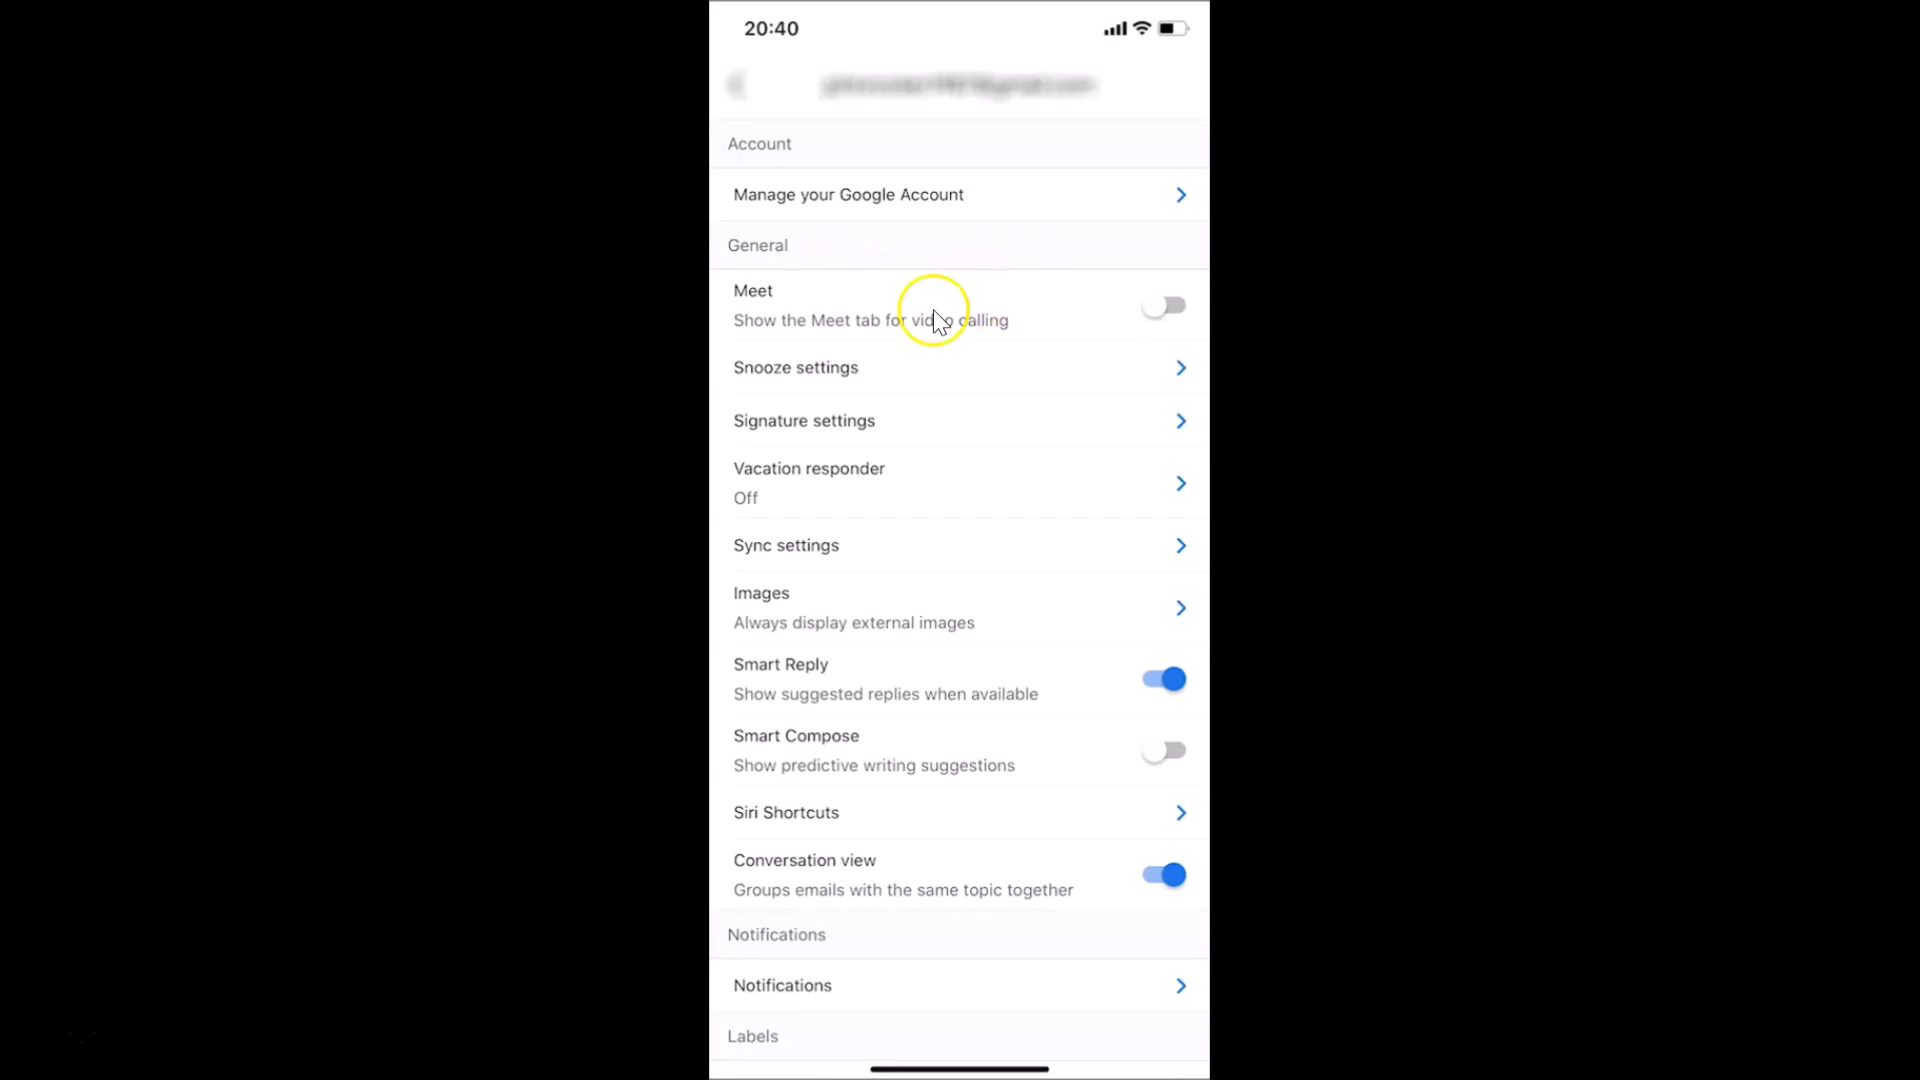 20:40
Account
Manage your Google Account
General
Meet
Show the Meet tab for video calling
Snooze settings
Signature settings
Vacation responder
Off
Sync settings
Images
Always display external images
Smart Reply
Show suggested replies when available
Smart Compose
Show predictive writing suggestions
Siri Shortcuts
Conversation view
Groups emails with the same topic together
Notifications
Notifications
Labels